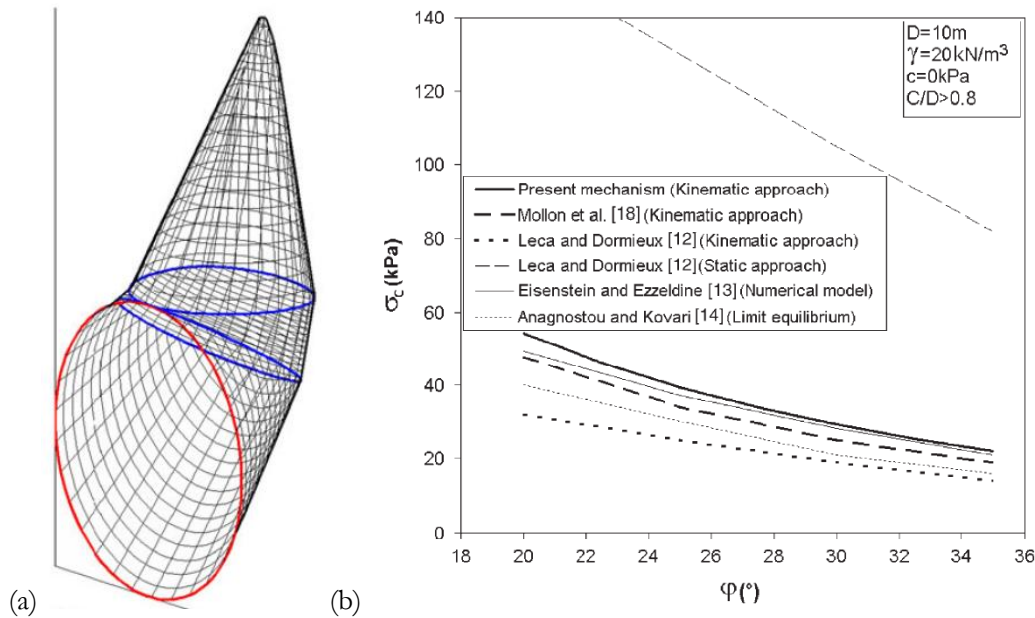 (a)
(b)
140
120
100
80
60
40
20
0
σc (kPa)
D=10m
γ=20kN/m³
c=0kPa
C/D>0.8
Present mechanism (Kinematic approach)
Mollon et al. [18] (Kinematic approach)
Leca and Dormieux [12] (Kinematic approach)
Leca and Dormieux [12] (Static approach)
Eisenstein and Ezzeldine [13] (Numerical model)
Anagnostou and Kovari [14] (Limit equilibrium)
18 20 22 24 26 28 30 32 34 36
φ(°)